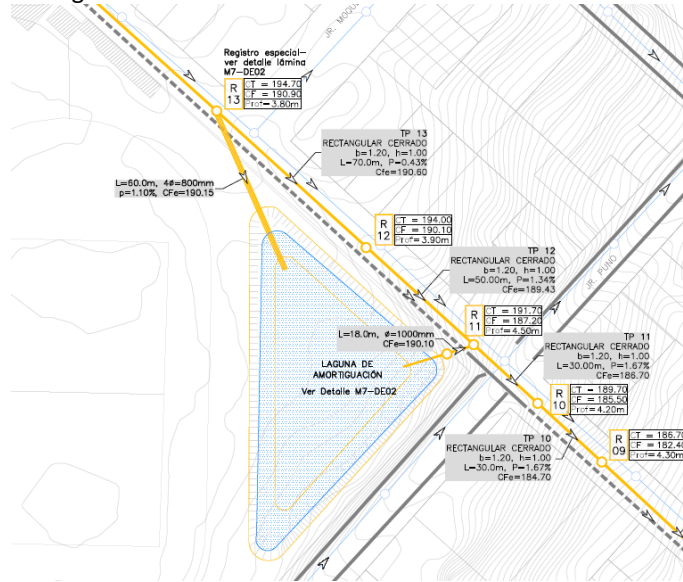 JR. MOQU
Registro especial-
ver detalle lámina
M7-DE02
R
13
CT = 194.70
CF = 190.90
Prof=3.80m
TP 13
RECTANGULAR CERRADO
b=1.20, h=1.00
L=70.0m, P=0.43%
Cfe=190.60
L=60.0m, 4ø=800mm
p=1.10%, CFe=190.15
R
12
CT = 194.00
CF = 190.10
Prof=3.90m
TP 12
RECTANGULAR CERRADO
b=1.20, h=1.00
L=50.00m, P=1.34%
CFe=189.43
JR. PUNO
R
11
CT = 191.70
CF = 187.20
Prof=4.50m
L=18.0m, ø=1000mm
CFe=190.10
TP 11
RECTANGULAR CERRADO
b=1.20, h=1.00
L=30.00m, P=1.67%
CFe=186.70
LAGUNA DE
AMORTIGUACIÓN
Ver Detalle M7-DE02
R
10
CT = 189.70
CF = 185.50
Prof=4.20m
TP 10
RECTANGULAR CERRADO
b=1.20, h=1.00
L=30.0m, P=1.67%
CFe=184.70
R
09
CT = 186.70
CF = 182.40
Prof=4.30m